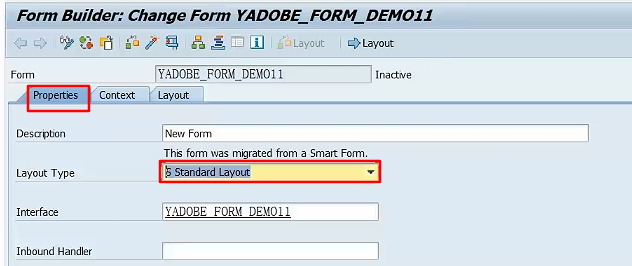 Form Builder: Change Form YADOBE_FORM_DEMO11
Layout Layout
Form YADOBE_FORM_DEMO11 Inactive
Properties Context Layout
Description New Form
This form was migrated from a Smart Form.
Layout Type S Standard Layout
Interface YADOBE_FORM_DEMO11
Inbound Handler